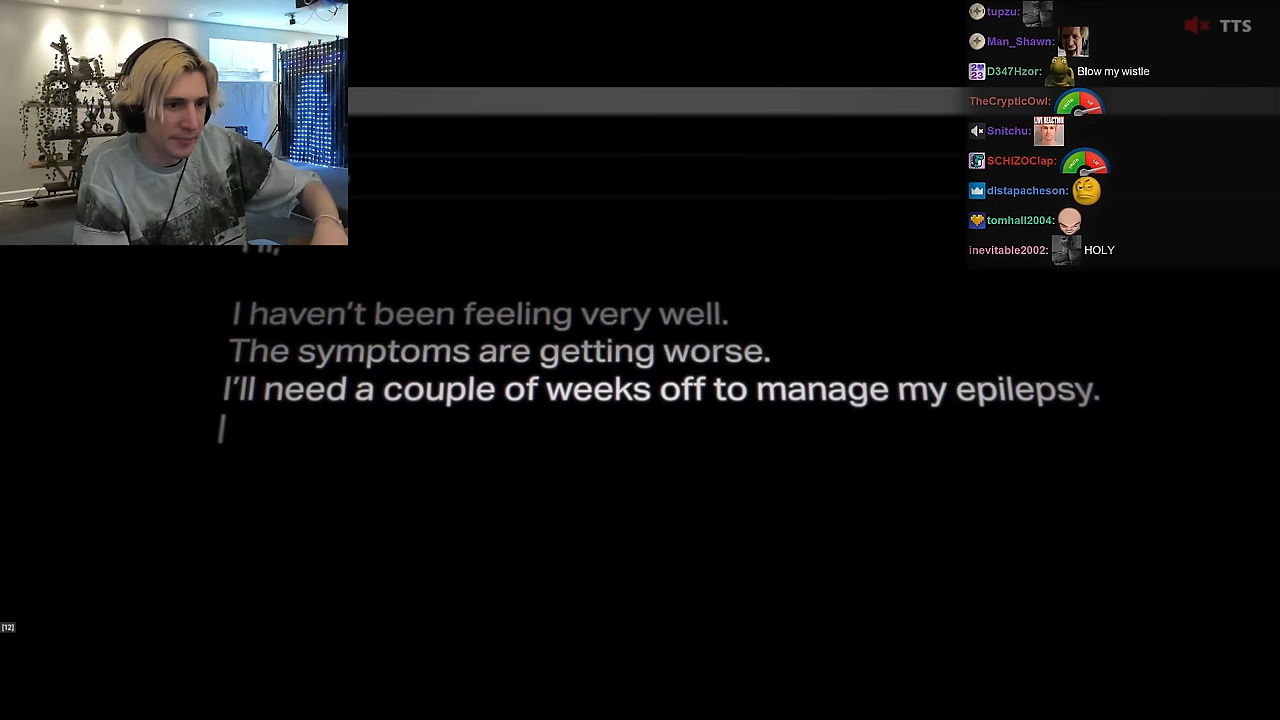 tupzu:
TTS
Man_Shawn:
D347Hzor: Blow my wistle
TheCrypticOwl:
Snitchu:
SCHIZOClap:
distapacheson:
tomhall2004:
inevitable2002: HOLY
I haven't been feeling very well.
The symptoms are getting worse.
I'll need a couple of weeks off to manage my epilepsy.
[12]